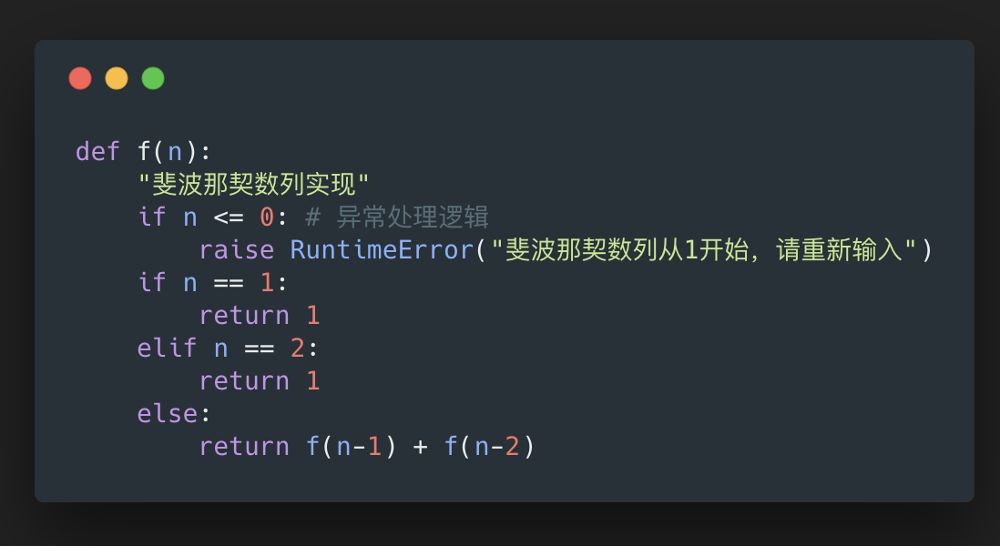 def f(n):
    "斐波那契数列实现"
    if n <= 0: # 异常处理逻辑
        raise RuntimeError("斐波那契数列从1开始，请重新输入")
    if n == 1:
        return 1
    elif n == 2:
        return 1
    else:
        return f(n-1) + f(n-2)